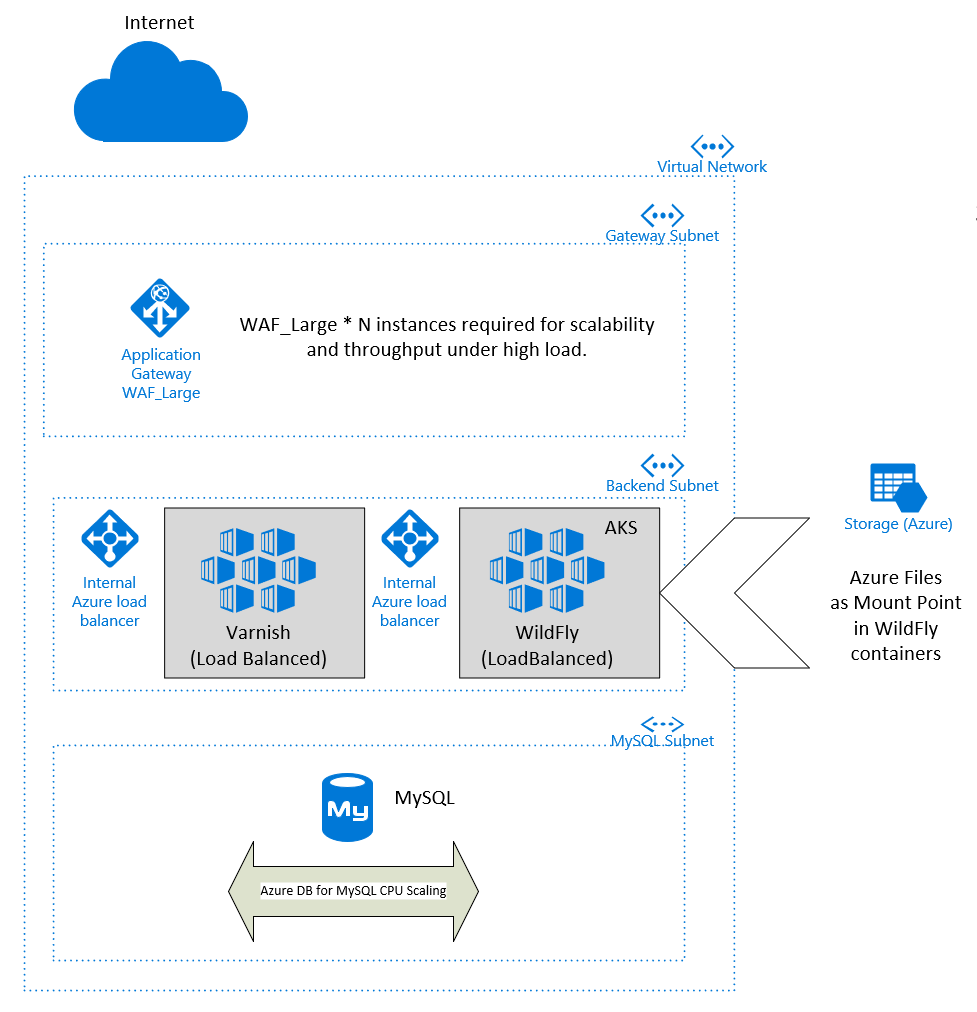 Internet
Virtual Network
Gateway Subnet
Application
Gateway
WAF_Large
WAF_Large * N instances required for scalability
and throughput under high load.
Backend Subnet
Internal
Azure load
balancer
Varnish
(Load Balanced)
Internal
Azure load
balancer
AKS
WildFly
(LoadBalanced)
Storage (Azure)
Azure Files
as Mount Point
in WildFly
containers
MySQL Subnet
My
MySQL
Azure DB for MySQL CPU Scaling